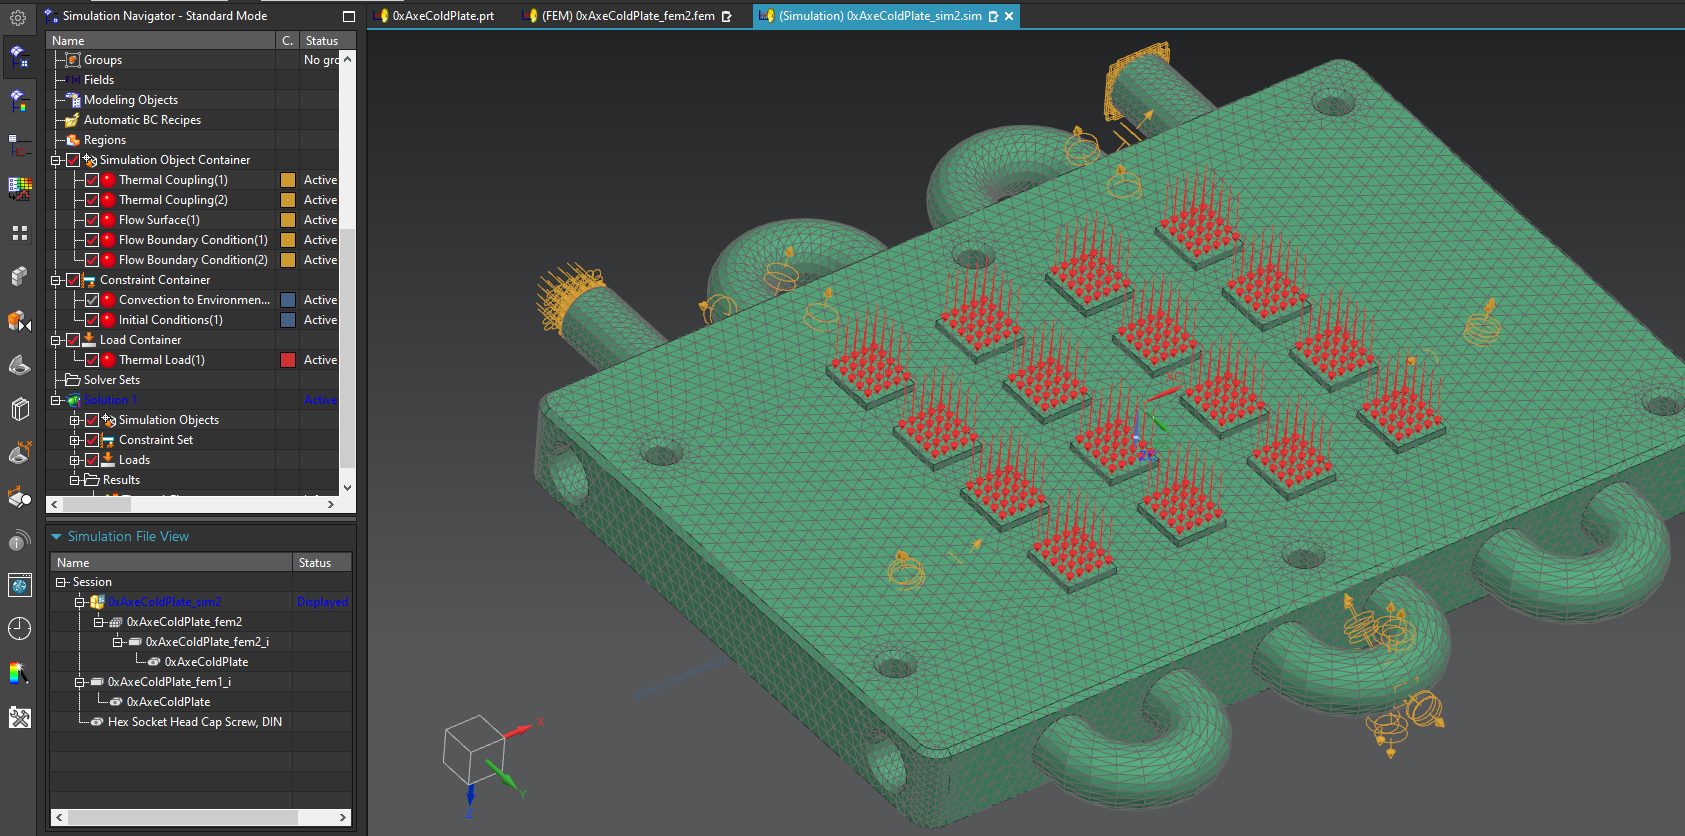 Simulation Navigator - Standard Mode
0xAxeColdPlate.prt
(FEM) 0xAxeColdPlate_fem2.fem
(Simulation) 0xAxeColdPlate_sim2.sim
Name C. Status
Groups No gro
Fields
Modeling Objects
Automatic BC Recipes
Regions
Simulation Object Container
Thermal Coupling(1) Active
Thermal Coupling(2) Active
Flow Surface(1) Active
Flow Boundary Condition(1) Active
Flow Boundary Condition(2) Active
Constraint Container
Convection to Environmen... Active
Initial Conditions(1) Active
Load Container
Thermal Load(1) Active
Solver Sets
Solution 1 Active
Simulation Objects
Constraint Set
Loads
Results
Simulation File View
Name Status
Session
0xAxeColdPlate_sim2 Displayed
0xAxeColdPlate_fem2
0xAxeColdPlate_fem2_i
0xAxeColdPlate
0xAxeColdPlate_fem1_i
0xAxeColdPlate
Hex Socket Head Cap Screw, DIN
X
Y
Z